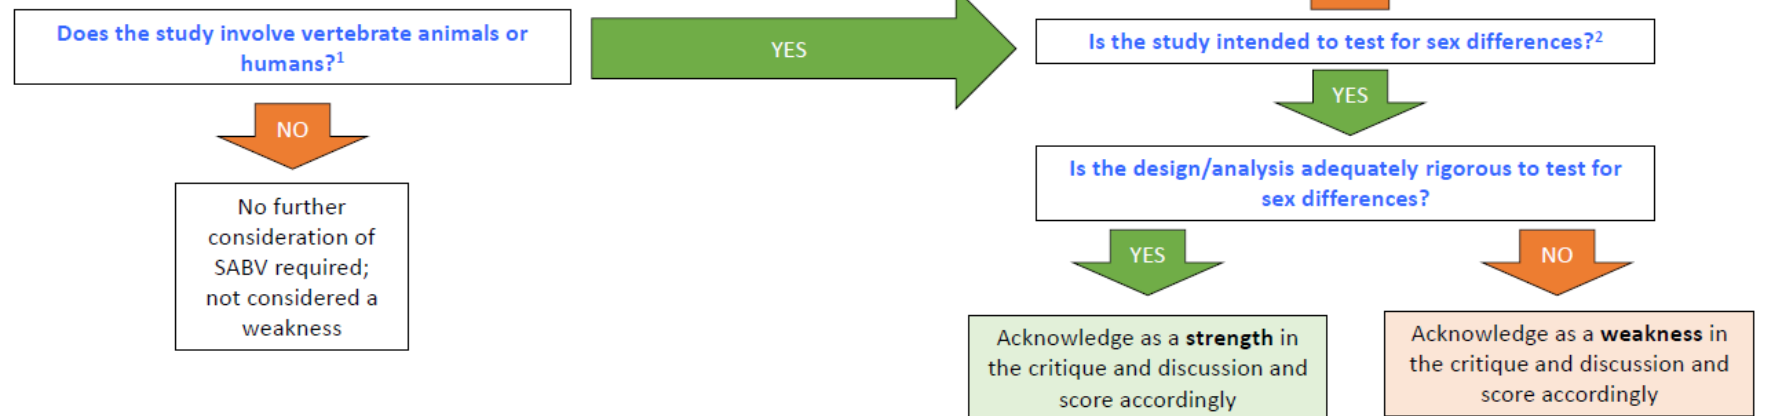 Does the study involve vertebrate animals or
humans?¹
YES
Is the study intended to test for sex differences?²
NO
YES
No further
consideration of
SABV required;
not considered a
weakness
Is the design/analysis adequately rigorous to test for
sex differences?
YES
NO
Acknowledge as a strength in
the critique and discussion and
score accordingly
Acknowledge as a weakness in
the critique and discussion and
score accordingly